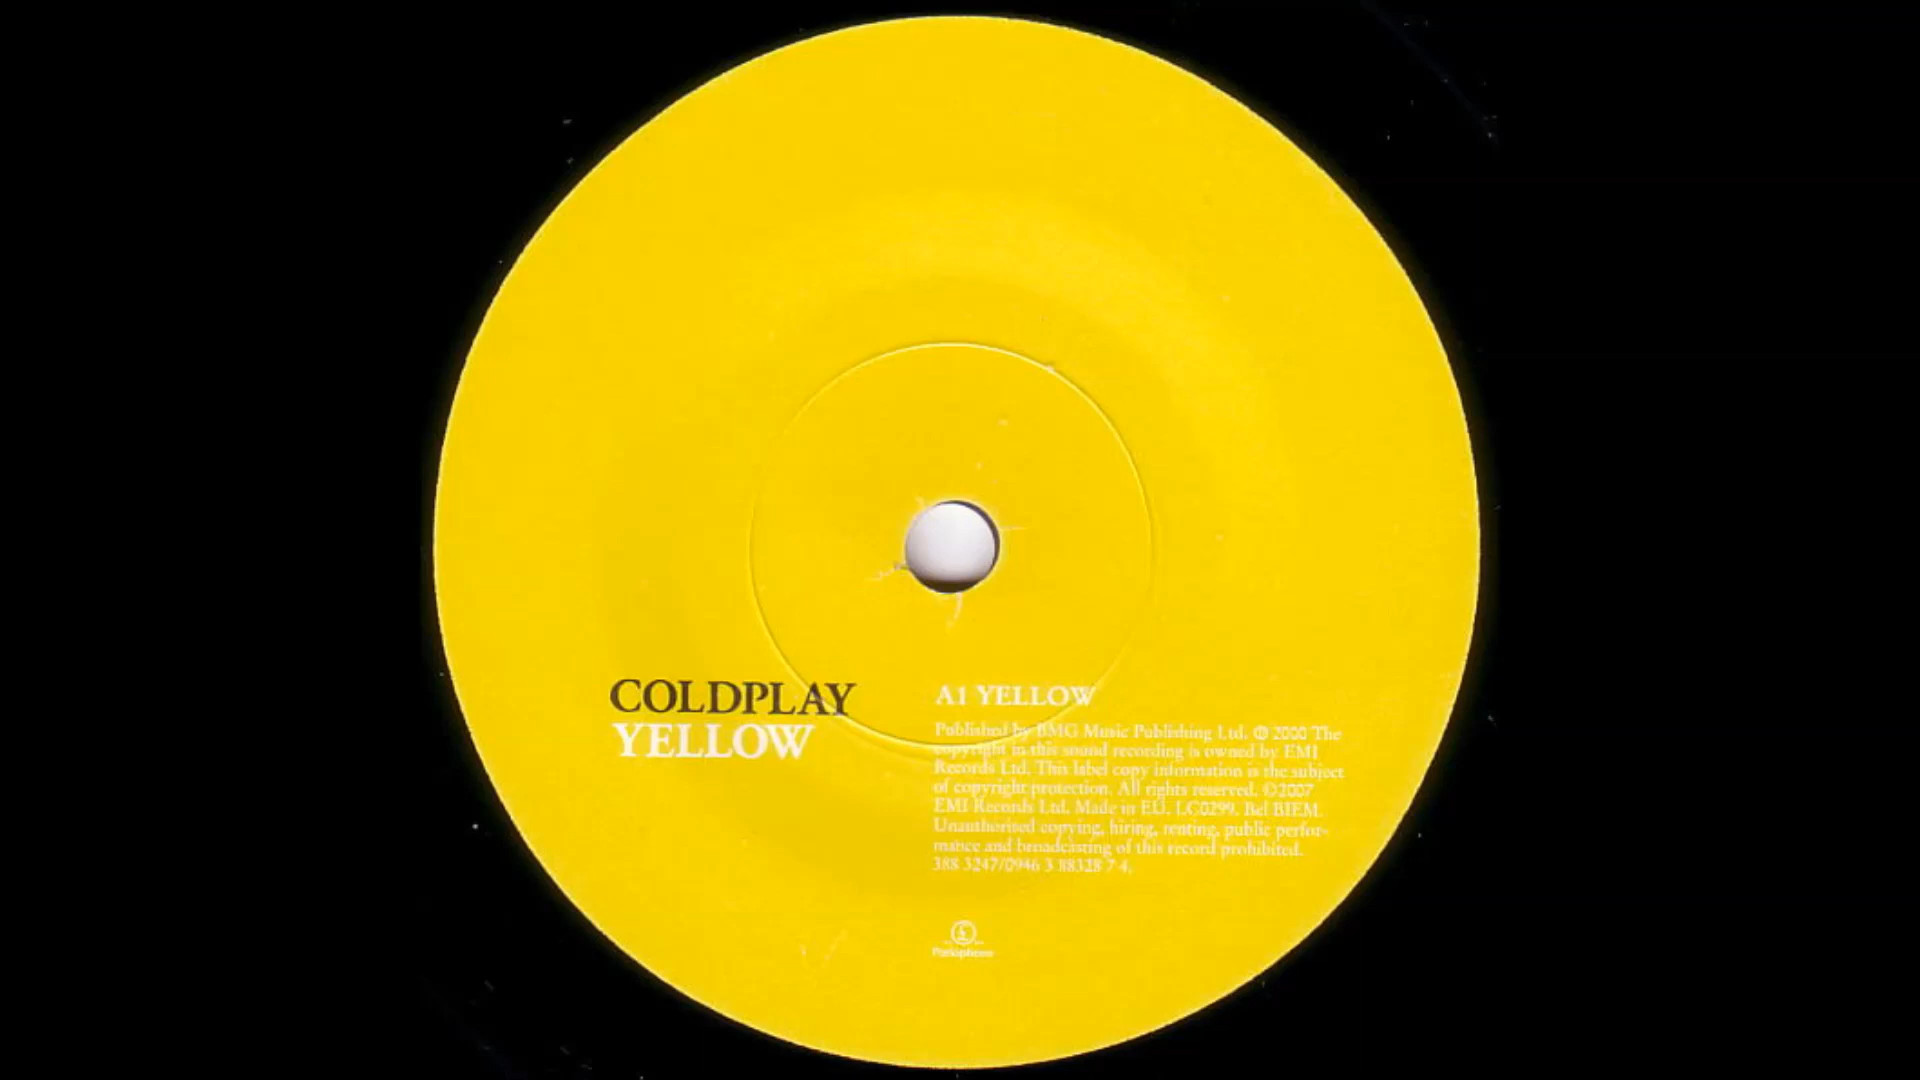 COLDPLAY
YELLOW
A1 YELLOW
Published by BMG Music Publishing Ltd. ℗ 2000 The
copyright in this sound recording is owned by EMI
Records Ltd. This label copy information is the subject
of copyright protection. All rights reserved. ©2007
EMI Records Ltd. Made in EU. LC0299. Bel BIEM.
Unauthorised copying, hiring, renting, public perfor-
mance and broadcasting of this record prohibited.
388 3247/0946 3 88328 7 4.
£
Parlophone